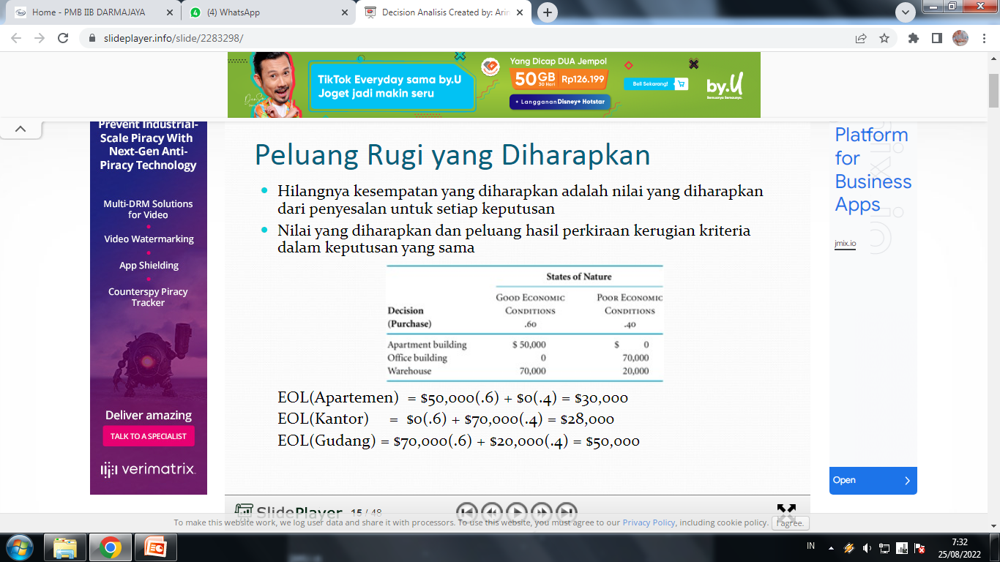 Home - PMB IIB DARMAJAYA
(4) WhatsApp
Decision Analisis Created by: Arin
slideplayer.info/slide/2283298/
TikTok Everyday sama by.U
Joget jadi makin seru
Yang Dicap DUA Jempol
50GB 30 Hari Rp126.199
• Langganan Disney+ Hotstar
Beli Sekarang!
by.U
Semuanya Semaunya.
Prevent Industrial-
Scale Piracy With
Next-Gen Anti-
Piracy Technology
Multi-DRM Solutions
for Video
Video Watermarking
App Shielding
Counterspy Piracy
Tracker
Deliver amazing
TALK TO A SPECIALIST
verimatrix
Peluang Rugi yang Diharapkan
• Hilangnya kesempatan yang diharapkan adalah nilai yang diharapkan
dari penyesalan untuk setiap keputusan
• Nilai yang diharapkan dan peluang hasil perkiraan kerugian kriteria
dalam keputusan yang sama
States of Nature
Good Economic Poor Economic
Decision Conditions Conditions
(Purchase) .60 .40
Apartment building $ 50,000 $ 0
Office building 0 70,000
Warehouse 70,000 20,000
EOL(Apartemen) = $50,000(.6) + $0(.4) = $30,000
EOL(Kantor) = $0(.6) + $70,000(.4) = $28,000
EOL(Gudang) = $70,000(.6) + $20,000(.4) = $50,000
SlidePlayer 15 / 48
Platform
for
Business
Apps
jmix.io
Open
To make this website work, we log user data and share it with processors. To use this website, you must agree to our Privacy Policy, including cookie policy.
I agree.
IN
7:32
25/08/2022